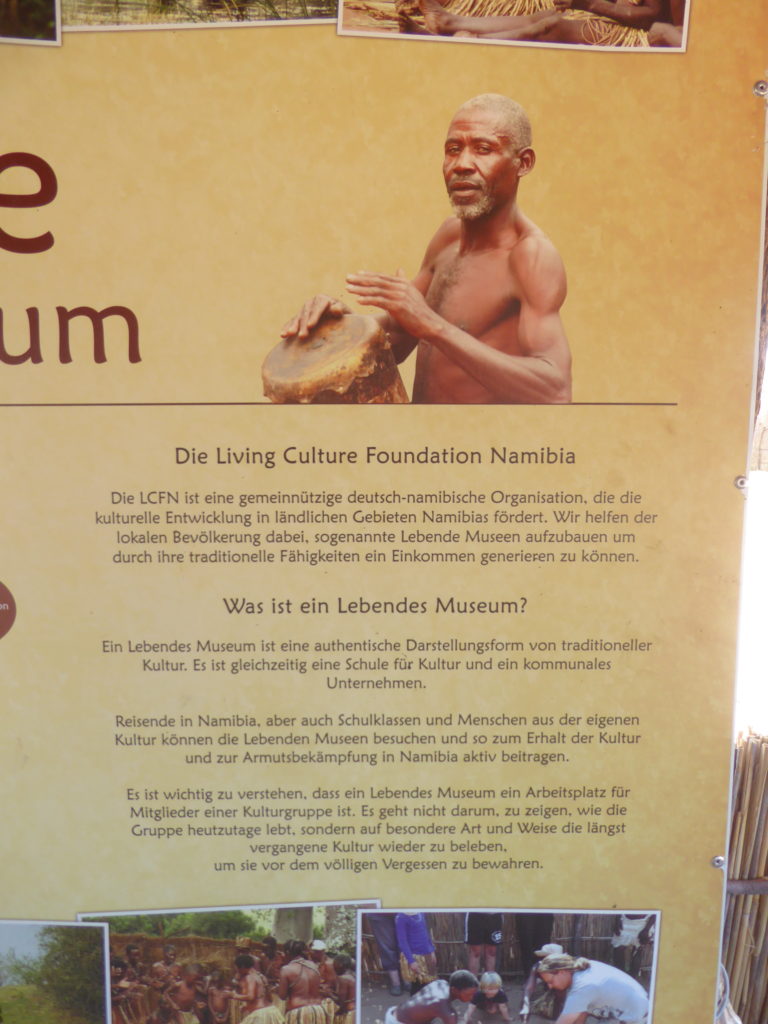 e
um
Die Living Culture Foundation Namibia
Die LCFN ist eine gemeinnützige deutsch-namibische Organisation, die die
kulturelle Entwicklung in ländlichen Gebieten Namibias fördert. Wir helfen der
lokalen Bevölkerung dabei, sogenannte Lebende Museen aufzubauen um
durch ihre traditionelle Fähigkeiten ein Einkommen generieren zu können.
on
Was ist ein Lebendes Museum?
Ein Lebendes Museum ist eine authentische Darstellungsform von traditioneller
Kultur. Es ist gleichzeitig eine Schule für Kultur und ein kommunales
Unternehmen.
Reisende in Namibia, aber auch Schulklassen und Menschen aus der eigenen
Kultur können die Lebenden Museen besuchen und so zum Erhalt der Kultur
und zur Armutsbekämpfung in Namibia aktiv beitragen.
Es ist wichtig zu verstehen, dass ein Lebendes Museum ein Arbeitsplatz für
Mitglieder einer Kulturgruppe ist. Es geht nicht darum, zu zeigen, wie die
Gruppe heutzutage lebt, sondern auf besondere Art und Weise die längst
vergangene Kultur wieder zu beleben,
um sie vor dem völligen Vergessen zu bewahren.